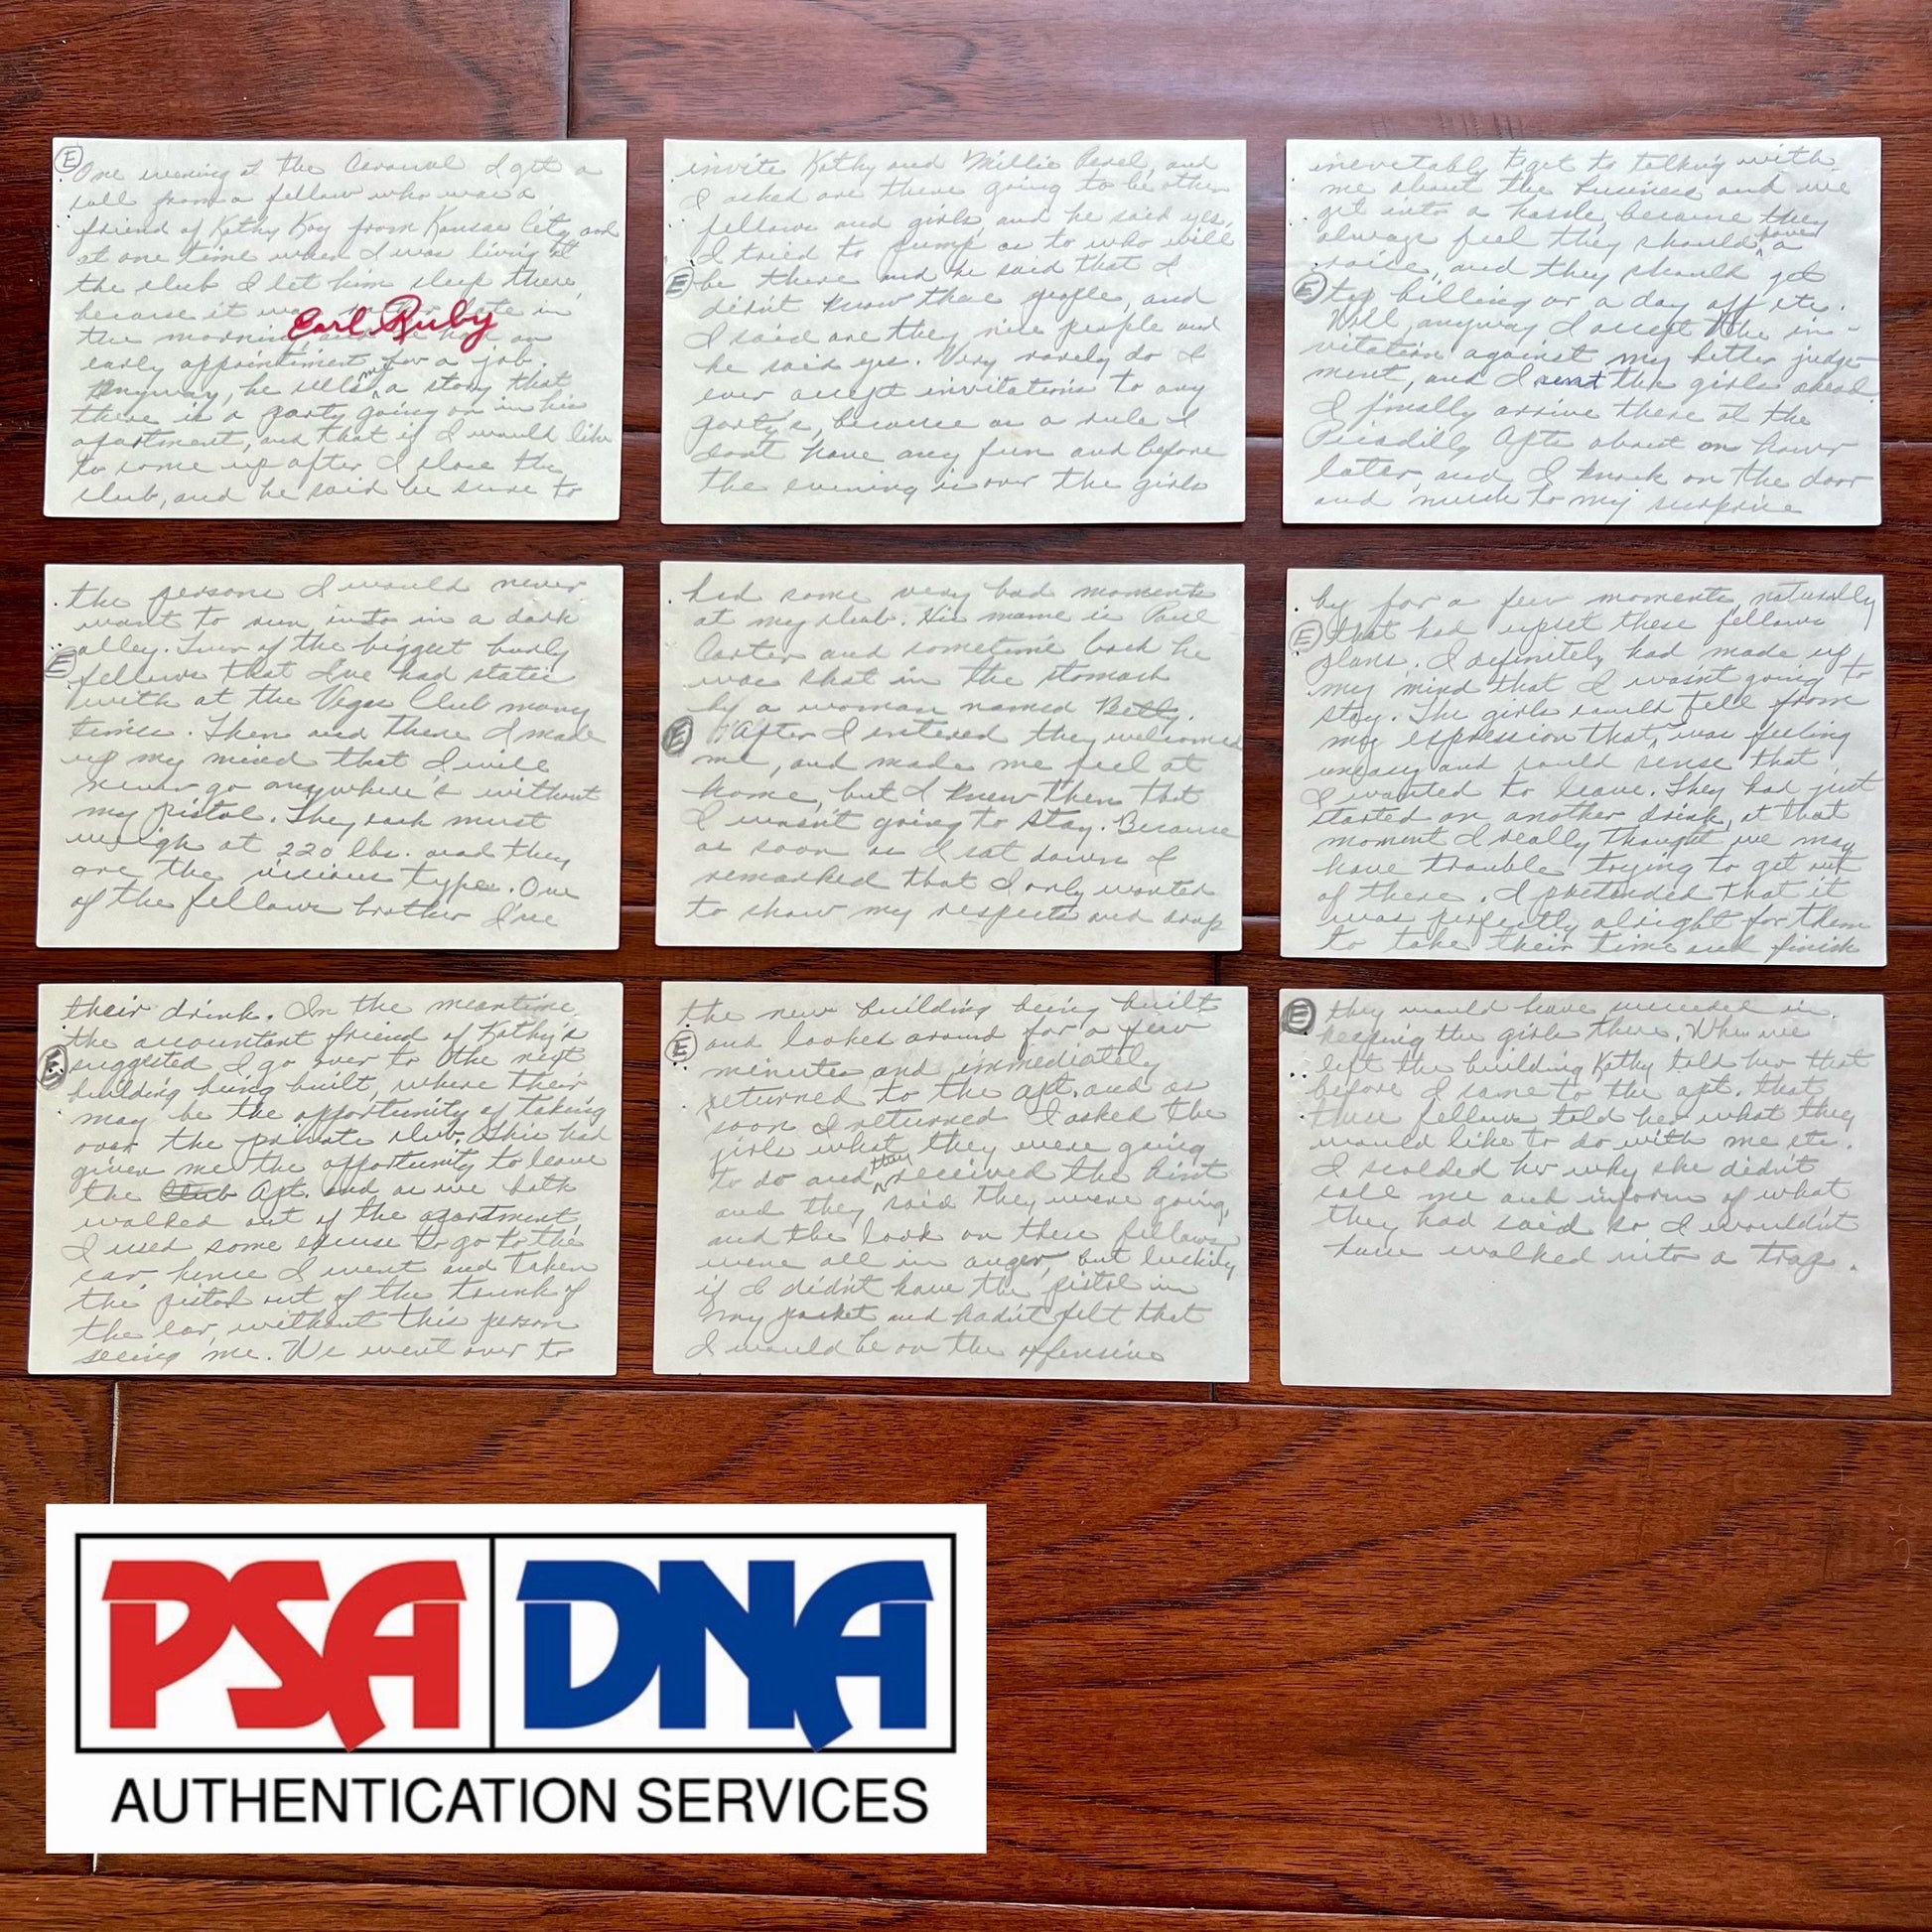 E
One evening at the Carousel I get a
call from a fellow who was a
friend of Kathy Kay from Kansas City and
at one time when I was living at
the club I let him sleep there,
because it was so late in
Earl Ruby
the morning, and he had an
early appointment for a job.
Anyway, he sells me a story that
there is a party going on in his
apartment, and that if I would like
to come up after I close the
club, and he said be sure to
invite Kathy and Millie Perel, and
I asked are there going to be other
fellows and girls, and he said yes,
I tried to pump as to who will
E be there and he said that I
didn't know thae people, and
I said are they nice people and
he said yes. Very rarely do I
ever accept invitations to any
party's, because as a rule I
don't have any fun and before
the evening is over the girls
inevetably get to talking with
me about the business and we
get into a hassle, because they
always feel they should have a
raise, and they should get
E top billing or a day off etc.
Well, anyway I accept the in-
vitation against my better judge-
ment, and I sent the girls ahead.
I finally arrive there at the
Picadilly Apts about an hour
later, and I knock on the door
and much to my surprise
the persons I would never
want to run into in a dark
alley. Two of the biggest burly
E fellows that I've had static
with at the Vegas Club many
times. Then and there I made
up my mind that I will
never go anywhere's without
my pistol. They each must
weigh at 220 lbs. and they
are the vicious type. One
of the fellows brother I've
had some very bad moments
at my club. His name is Paul
Carter and sometime back he
was shot in the stomach
by a woman named Betty.
E After I entered they welcomed
me, and made me feel at
home, but I knew then that
I wasn't going to stay. Because
as soon as I sat down I
remarked that I only wanted
to show my respects and drop
by for a few moments, naturally
E that had upset these fellows
plans. I definitely had made up
my mind that I wasn't going to
stay. The girls could tell from
my expression that I was feeling
uneasy and could sense that
I wanted to leave. They had just
started on another drink, at that
moment I really thought we may
have trouble trying to get out
of there. I pretended that it
was perfectly alright for them
to take their time and finish
their drink. In the meantime,
the accountant friend of Kathy's
E suggested I go over to the next
building being built, where their
may be the opportunity of taking
over the private club. This had
given me the opportunity to leave
the club Apt. and as we both
walked out of the apartment,
I used some excuse to go to the
car, hence I went and taken
the pistol out of the trunk of
the car, without this person
seeing me. We went over to
the new building being built
E and looked around for a few
minutes and immediately
returned to the apt. and as
soon I returned I asked the
girls what they were going
to do and they received the hint
and they said they were going,
and the look on these fellows
were all in anger, but luckily
if I didn't have the pistol in
my pocket and hadn't felt that
I would be on the offensive
E they would have succeeded in
keeping the girls there. When we
left the building Kathy told her that
before I came to the apt. that
these fellows told her what they
would like to do with me etc.
I scolded her why she didn't
call me and inform of what
they had said so I wouldn't
have walked into a trap.
PSA DNA
AUTHENTICATION SERVICES